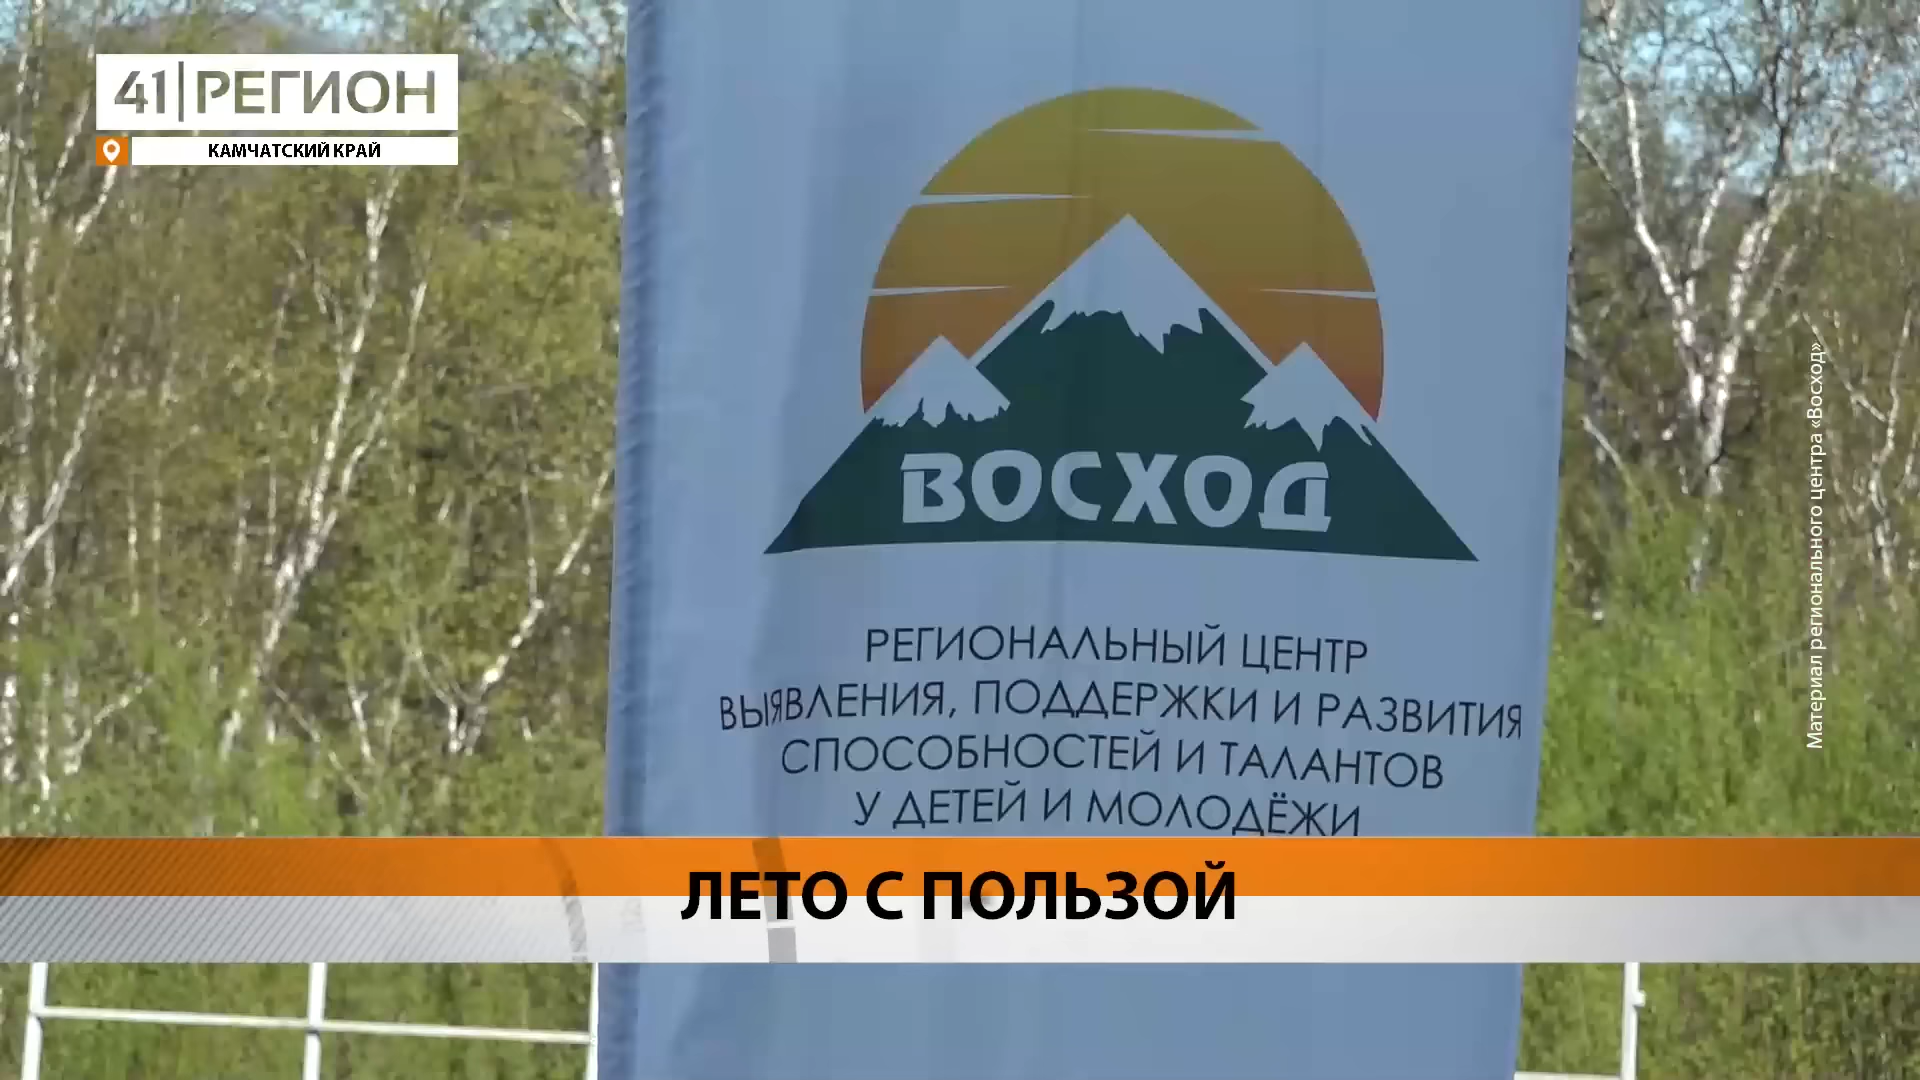 41|РЕГИОН
КАМЧАТСКИЙ КРАЙ
ВОСХОД
РЕГИОНАЛЬНЫЙ ЦЕНТР
ВЫЯВЛЕНИЯ, ПОДДЕРЖКИ И РАЗВИТИЯ
СПОСОБНОСТЕЙ И ТАЛАНТОВ
У ДЕТЕЙ И МОЛОДЁЖИ
Материал регионального центра «Восход»
ЛЕТО С ПОЛЬЗОЙ